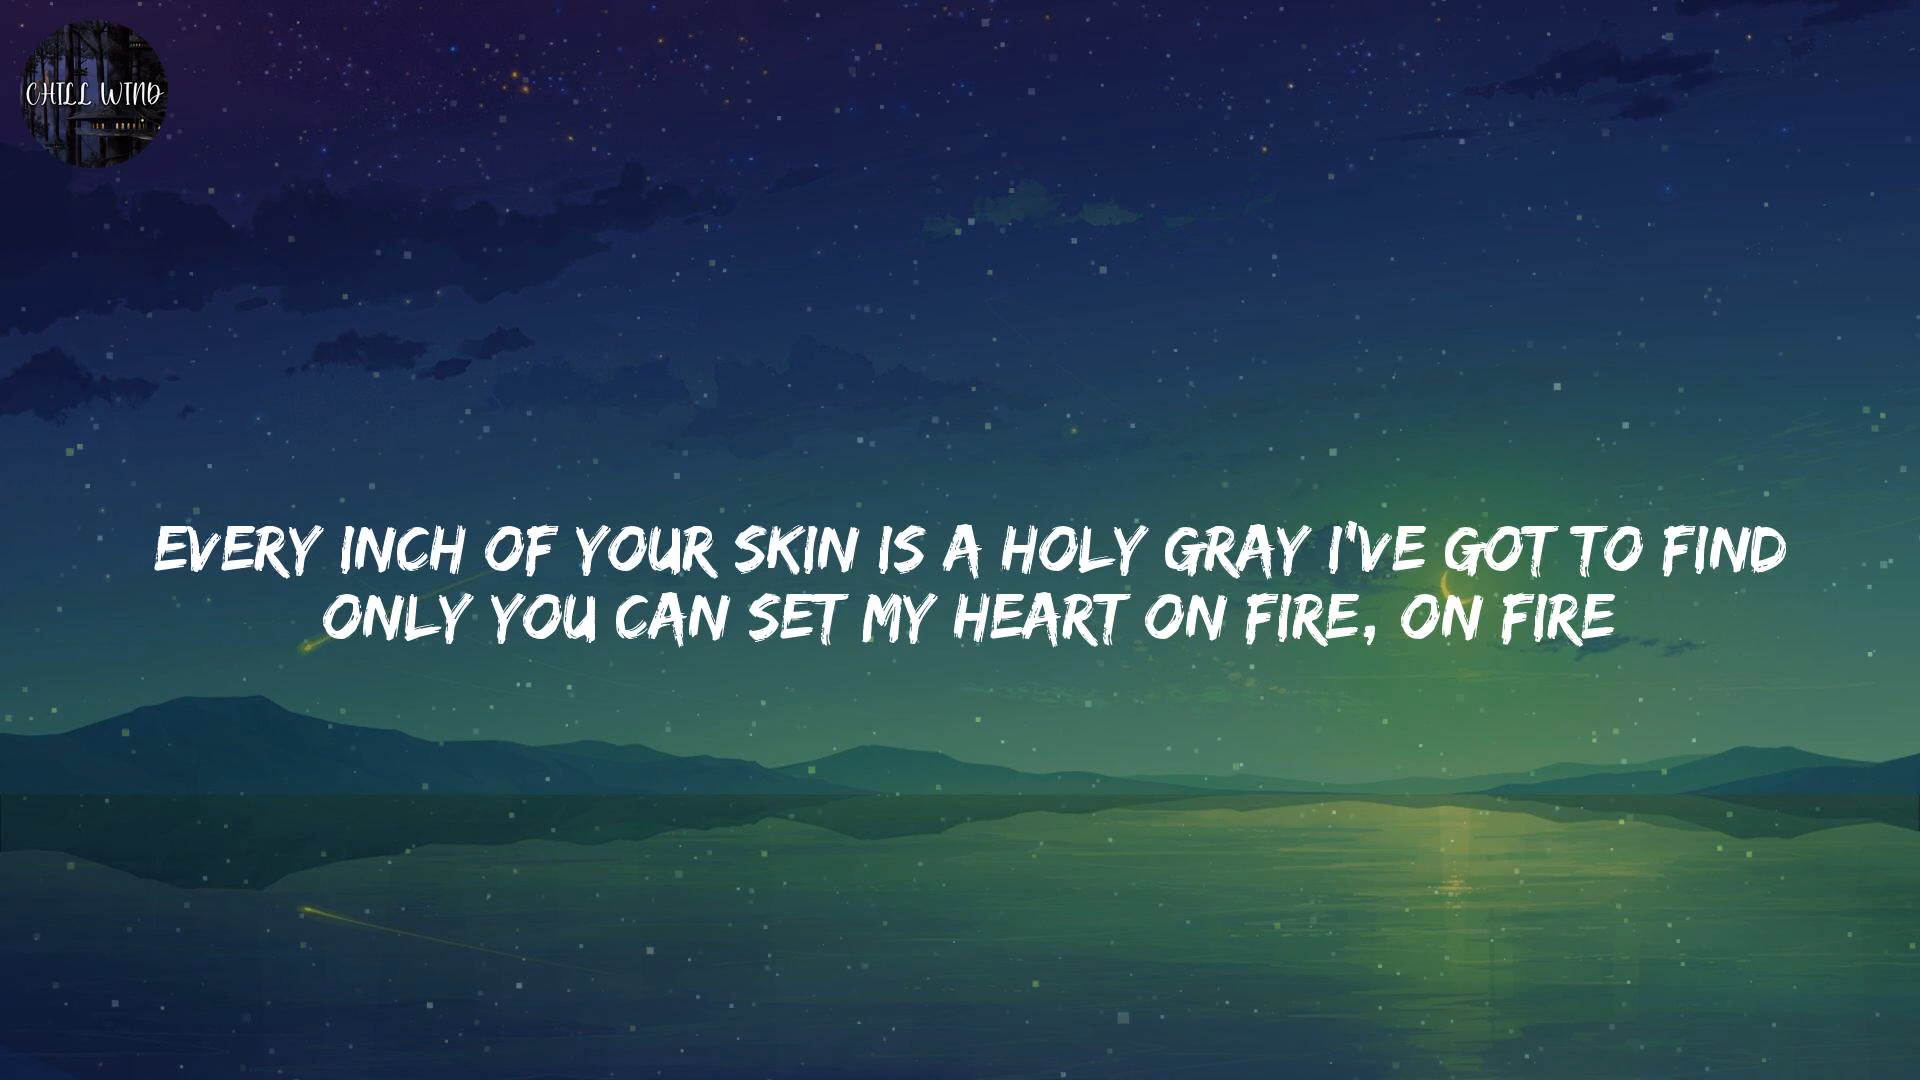 CHILL WIND
EVERY INCH OF YOUR SKIN IS A HOLY GRAY I'VE GOT TO FIND
ONLY YOU CAN SET MY HEART ON FIRE, ON FIRE